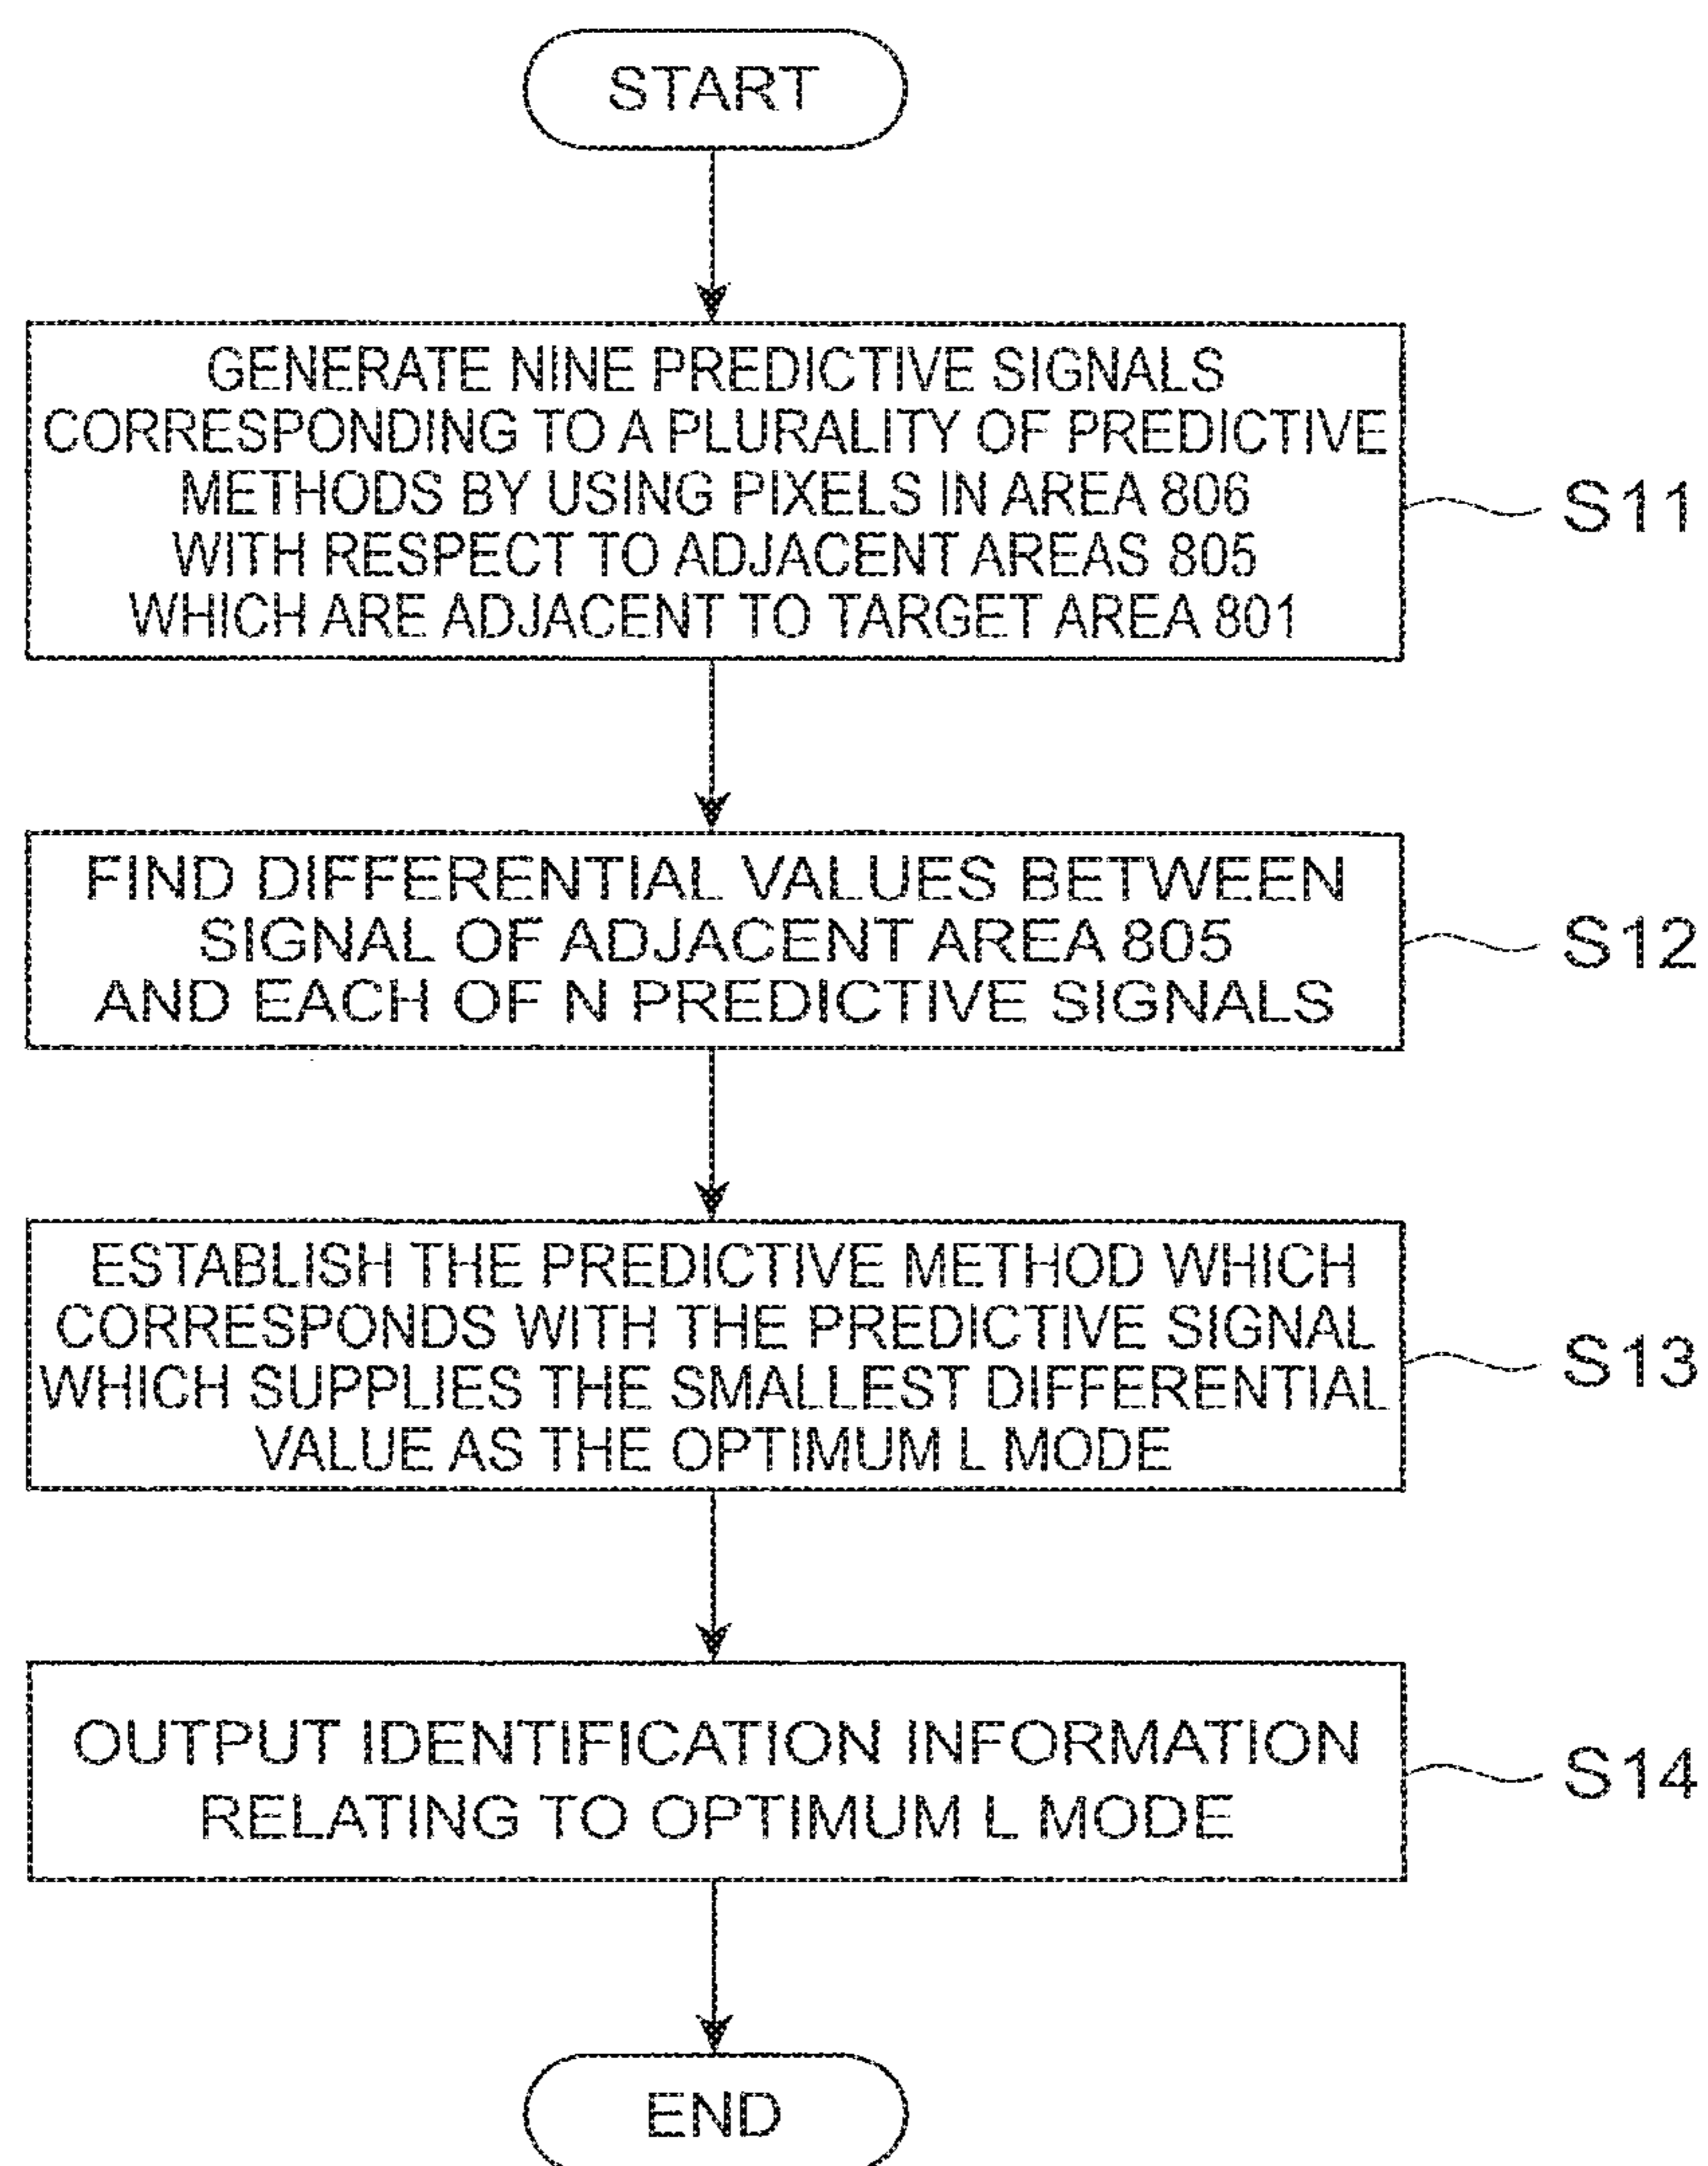 START
GENERATE NINE PREDICTIVE SIGNALS
CORRESPONDING TO A PLURALITY OF PREDICTIVE
METHODS BY USING PIXELS IN AREA 806
WITH RESPECT TO ADJACENT AREAS 805
WHICH ARE ADJACENT TO TARGET AREA 801
S11
FIND DIFFERENTIAL VALUES BETWEEN
SIGNAL OF ADJACENT AREA 805
AND EACH OF N PREDICTIVE SIGNALS
S12
ESTABLISH THE PREDICTIVE METHOD WHICH
CORRESPONDS WITH THE PREDICTIVE SIGNAL
WHICH SUPPLIES THE SMALLEST DIFFERENTIAL
VALUE AS THE OPTIMUM L MODE
S13
OUTPUT IDENTIFICATION INFORMATION
RELATING TO OPTIMUM L MODE
S14
END